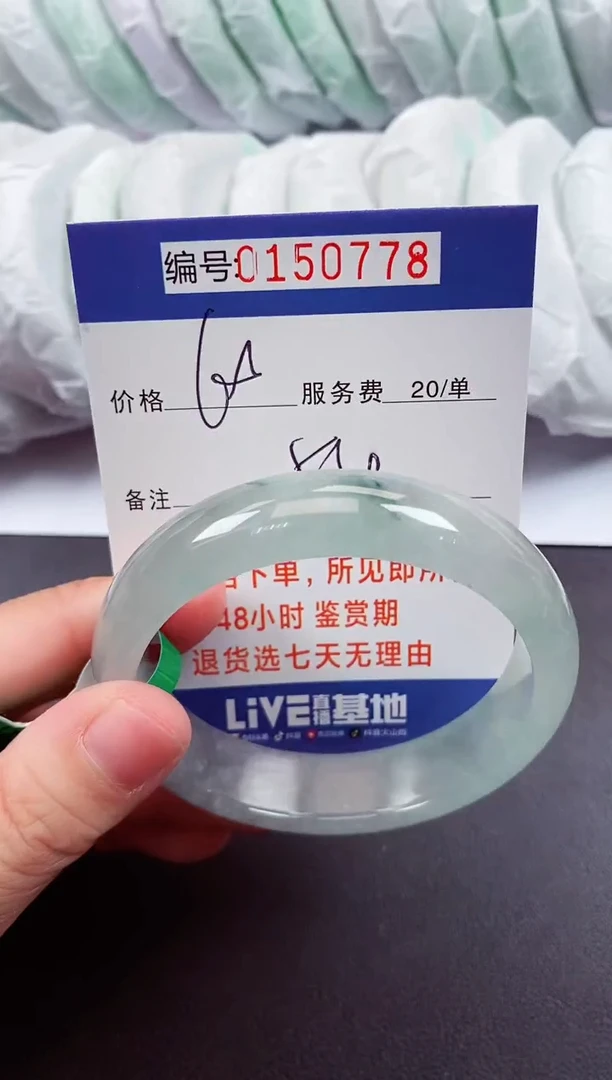 编号:0150778
价格 服务费 20/单
备注
下单，所见即所
48小时 鉴赏期
退货选七天无理由
LiVE直播基地